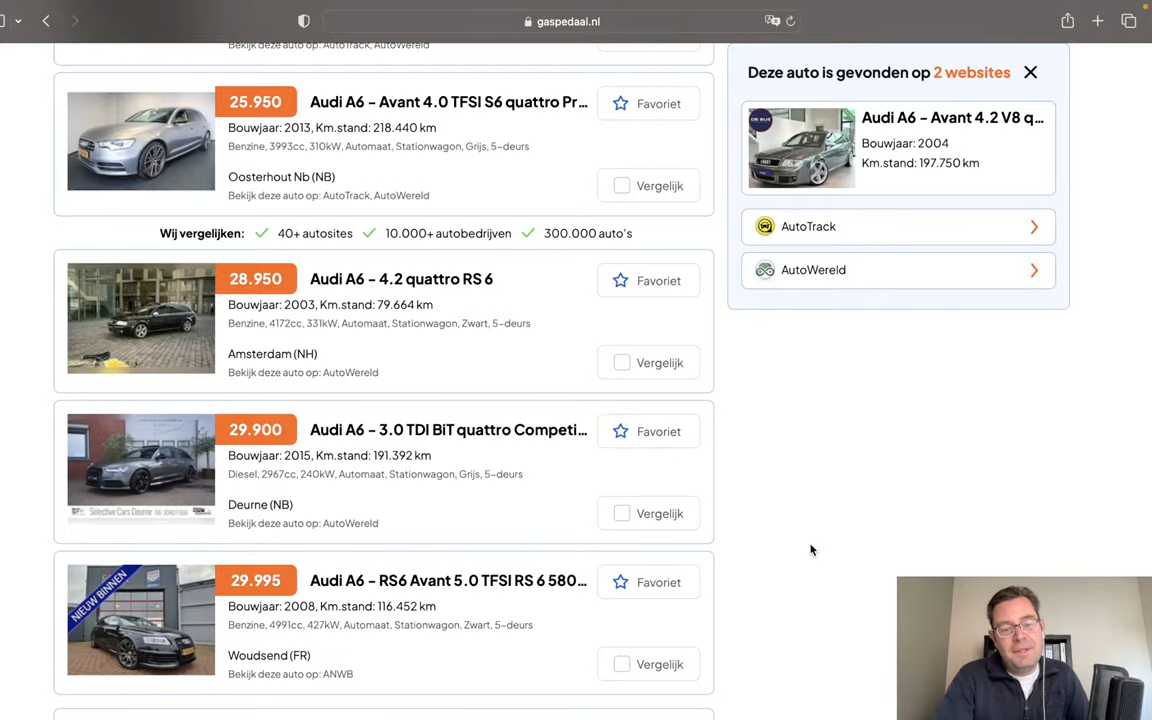 gaspedaal.nl
Bekijk deze auto op: AutoTrack, AutoWereld
25.950
Audi A6 - Avant 4.0 TFSI S6 quattro Pr...
Favoriet
Bouwjaar: 2013, Km.stand: 218.440 km
Benzine, 3993cc, 310kW, Automaat, Stationwagon, Grijs, 5-deurs
Oosterhout Nb (NB)
Vergelijk
Bekijk deze auto op: AutoTrack, AutoWereld
Wij vergelijken: 40+ autosites 10.000+ autobedrijven 300.000 auto's
28.950
Audi A6 - 4.2 quattro RS 6
Favoriet
Bouwjaar: 2003, Km.stand: 79.664 km
Benzine, 4172cc, 331kW, Automaat, Stationwagon, Zwart, 5-deurs
Amsterdam (NH)
Vergelijk
Bekijk deze auto op: AutoWereld
29.900
Audi A6 - 3.0 TDI BiT quattro Competi...
Favoriet
Bouwjaar: 2015, Km.stand: 191.392 km
Diesel, 2967cc, 240kW, Automaat, Stationwagon, Grijs, 5-deurs
Selective Cars Deurne
Deurne (NB)
Vergelijk
Bekijk deze auto op: AutoWereld
29.995
Audi A6 - RS6 Avant 5.0 TFSI RS 6 580...
Favoriet
NIEUW BINNEN
Bouwjaar: 2008, Km.stand: 116.452 km
Benzine, 4991cc, 427kW, Automaat, Stationwagon, Zwart, 5-deurs
Woudsend (FR)
Vergelijk
Bekijk deze auto op: ANWB
Deze auto is gevonden op 2 websites
Audi A6 - Avant 4.2 V8 q...
Bouwjaar: 2004
Km.stand: 197.750 km
AutoTrack
AutoWereld